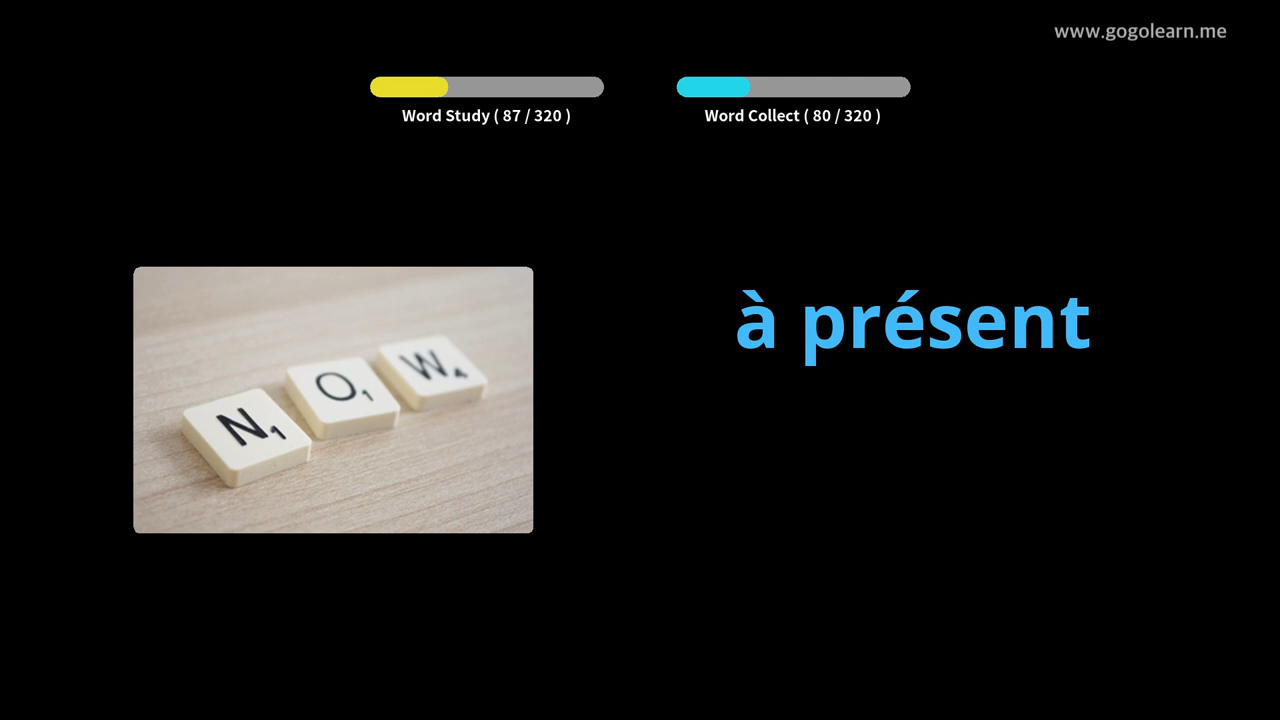 www.gogolearn.me
Word Study ( 87 / 320 )
Word Collect ( 80 / 320 )
à présent
N1 O1 W4